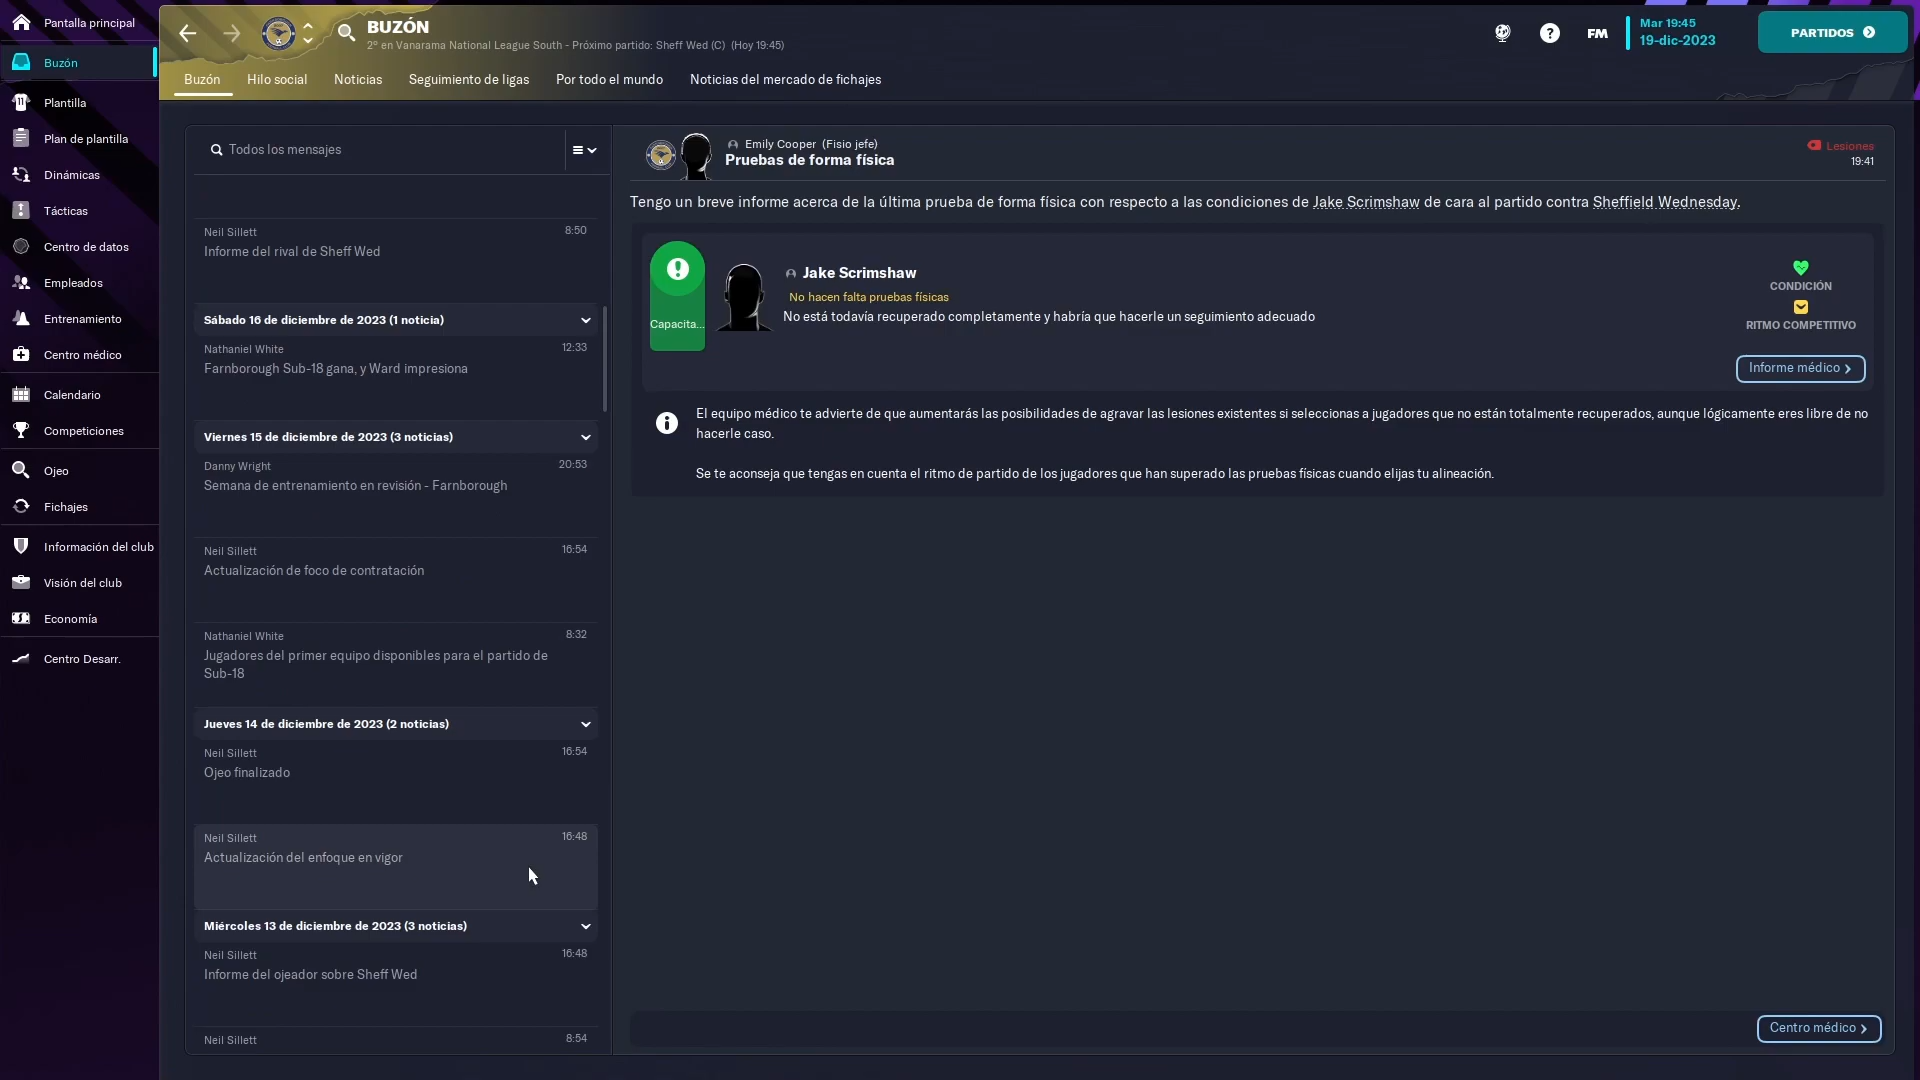 Pantalla principal
Buzón
Plantilla
Plan de plantilla
Dinámicas
Tácticas
Centro de datos
Empleados
Entrenamiento
Centro médico
Calendario
Competiciones
Ojeo
Fichajes
Información del club
Visión del club
Economía
Centro Desarr.
BUZÓN
2º en Vanarama National League South - Próximo partido: Sheff Wed (C) (Hoy 19:45)
FM
Mar 19:45
19-dic-2023
PARTIDOS
Buzón
Hilo social
Noticias
Seguimiento de ligas
Por todo el mundo
Noticias del mercado de fichajes
Todos los mensajes
Neil Sillett 8:50
Informe del rival de Sheff Wed
Sábado 16 de diciembre de 2023 (1 noticia)
Nathaniel White 12:33
Farnborough Sub-18 gana, y Ward impresiona
Viernes 15 de diciembre de 2023 (3 noticias)
Danny Wright 20:53
Semana de entrenamiento en revisión - Farnborough
Neil Sillett 16:54
Actualización de foco de contratación
Nathaniel White 8:32
Jugadores del primer equipo disponibles para el partido de
Sub-18
Jueves 14 de diciembre de 2023 (2 noticias)
Neil Sillett 16:54
Ojeo finalizado
Neil Sillett 16:48
Actualización del enfoque en vigor
Miércoles 13 de diciembre de 2023 (3 noticias)
Neil Sillett 16:48
Informe del ojeador sobre Sheff Wed
Neil Sillett 8:54
Emily Cooper (Fisio jefe)
Pruebas de forma física
Lesiones
19:41
Tengo un breve informe acerca de la última prueba de forma física con respecto a las condiciones de Jake Scrimshaw de cara al partido contra Sheffield Wednesday.
Capacita...
Jake Scrimshaw
No hacen falta pruebas físicas
No está todavía recuperado completamente y habría que hacerle un seguimiento adecuado
CONDICIÓN
RITMO COMPETITIVO
Informe médico
El equipo médico te advierte de que aumentarás las posibilidades de agravar las lesiones existentes si seleccionas a jugadores que no están totalmente recuperados, aunque lógicamente eres libre de no
hacerle caso.
Se te aconseja que tengas en cuenta el ritmo de partido de los jugadores que han superado las pruebas físicas cuando elijas tu alineación.
Centro médico